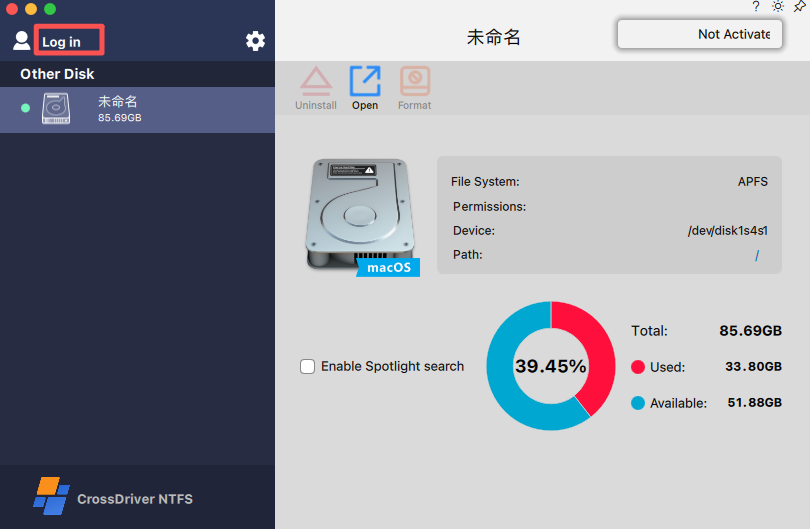 ?
Log in
未命名
Not Activate
Other Disk
未命名
85.69GB
Uninstall
Open
Format
File System:
APFS
Permissions:
Device:
/dev/disk1s4s1
Path:
/
macOS
Enable Spotlight search
39.45%
Total:
85.69GB
Used:
33.80GB
Available:
51.88GB
CrossDriver NTFS